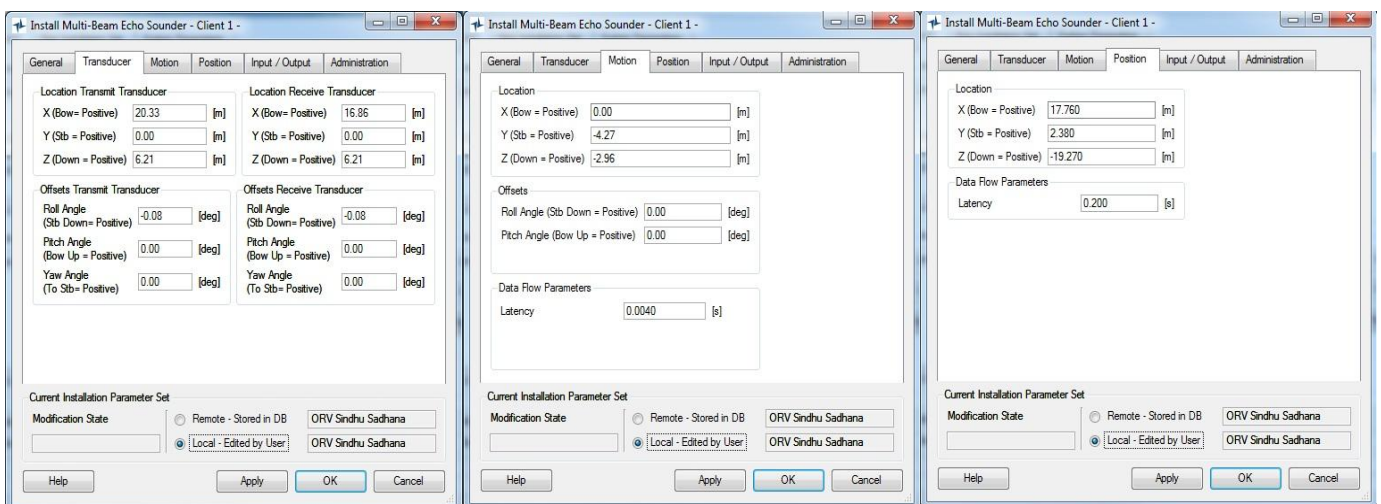 Install Multi-Beam Echo Sounder - Client 1 -
General Transducer Motion Position Input / Output Administration
Location Transmit Transducer
X (Bow= Positive) 20.33 [m]
Y (Stb = Positive) 0.00 [m]
Z (Down = Positive) 6.21 [m]
Location Receive Transducer
X (Bow= Positive) 16.86 [m]
Y (Stb = Positive) 0.00 [m]
Z (Down = Positive) 6.21 [m]
Offsets Transmit Transducer
Roll Angle
(Stb Down= Positive) -0.08 [deg]
Pitch Angle
(Bow Up = Positive) 0.00 [deg]
Yaw Angle
(To Stb= Positive) 0.00 [deg]
Offsets Receive Transducer
Roll Angle
(Stb Down= Positive) -0.08 [deg]
Pitch Angle
(Bow Up = Positive) 0.00 [deg]
Yaw Angle
(To Stb= Positive) 0.00 [deg]
Current Installation Parameter Set
Modification State
Remote - Stored in DB ORV Sindhu Sadhana
Local - Edited by User ORV Sindhu Sadhana
Help Apply OK Cancel
Install Multi-Beam Echo Sounder - Client 1 -
General Transducer Motion Position Input / Output Administration
Location
X (Bow = Positive) 0.00 [m]
Y (Stb = Positive) -4.27 [m]
Z (Down = Positive) -2.96 [m]
Offsets
Roll Angle (Stb Down = Positive) 0.00 [deg]
Pitch Angle (Bow Up = Positive) 0.00 [deg]
Data Flow Parameters
Latency 0.0040 [s]
Current Installation Parameter Set
Modification State
Remote - Stored in DB ORV Sindhu Sadhana
Local - Edited by User ORV Sindhu Sadhana
Help Apply OK Cancel
Install Multi-Beam Echo Sounder - Client 1 -
General Transducer Motion Position Input / Output Administration
Location
X (Bow = Positive) 17.760 [m]
Y (Stb = Positive) 2.380 [m]
Z (Down = Positive) -19.270 [m]
Data Flow Parameters
Latency 0.200 [s]
Current Installation Parameter Set
Modification State
Remote - Stored in DB ORV Sindhu Sadhana
Local - Edited by User ORV Sindhu Sadhana
Help Apply OK Cancel